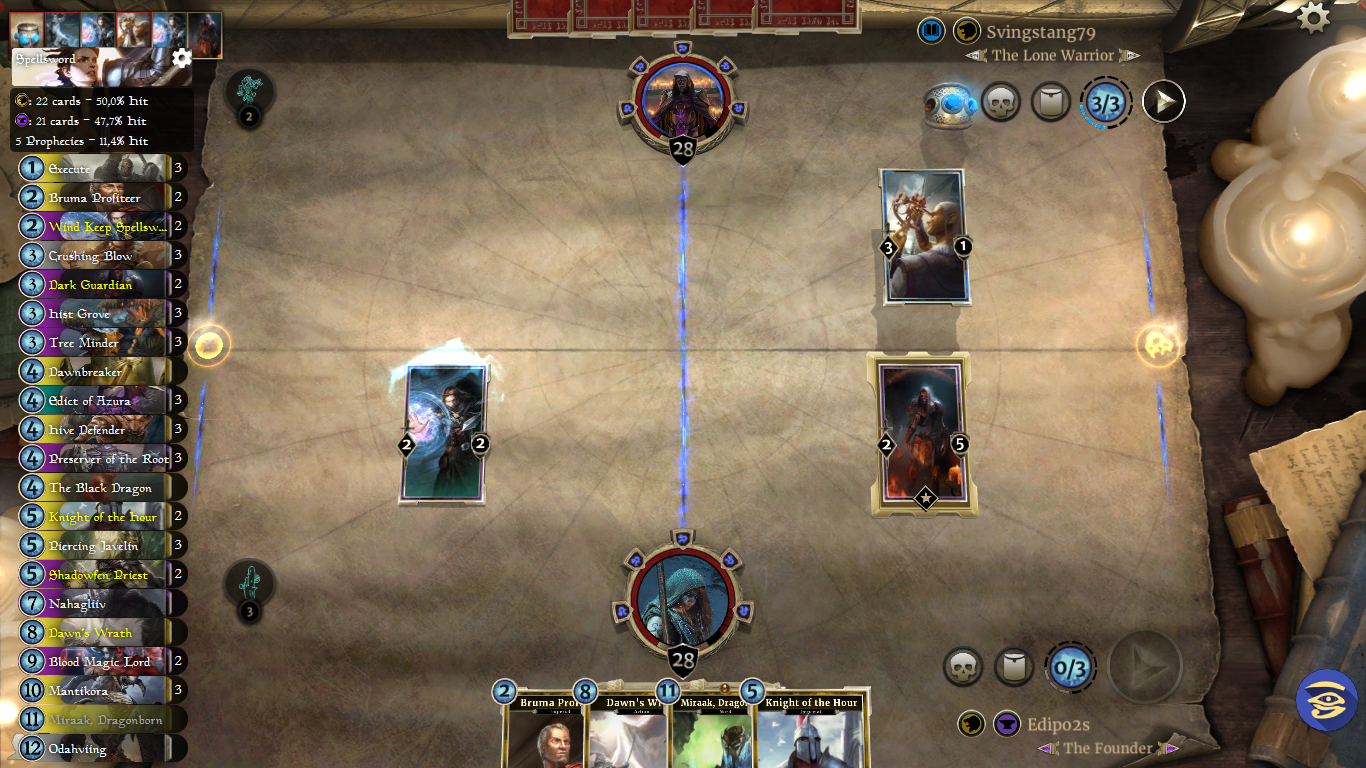 Spellsword
: 22 cards - 50,0% hit
: 21 cards - 47,7% hit
5 Prophecies - 11,4% hit
1 Execute 3
2 Bruma Profiteer 2
2 Wind Keep Spellsw... 2
3 Crushing Blow 3
3 Dark Guardian 2
3 Hist Grove 3
3 Tree Minder 3
4 Dawnbreaker
4 Edict of Azura 3
4 Hive Defender 3
4 Preserver of the Root 3
4 The Black Dragon
5 Knight of the Hour 2
5 Piercing Javelin 3
5 Shadowfen Priest 2
7 Nahagliiv
8 Dawn's Wrath
9 Blood Magic Lord 2
10 Mantikora 3
11 Miraak, Dragonborn
12 Odahviing
2
28
Svingstang79
The Lone Warrior
3/3
3 1
2 2
2 5
3
28
0/3
2 Bruma Prof
8 Dawn's W
11 Miraak, Drago
5 Knight of the Hour
Imperial
Action
Nord
Imperial
Edipo2s
The Founder